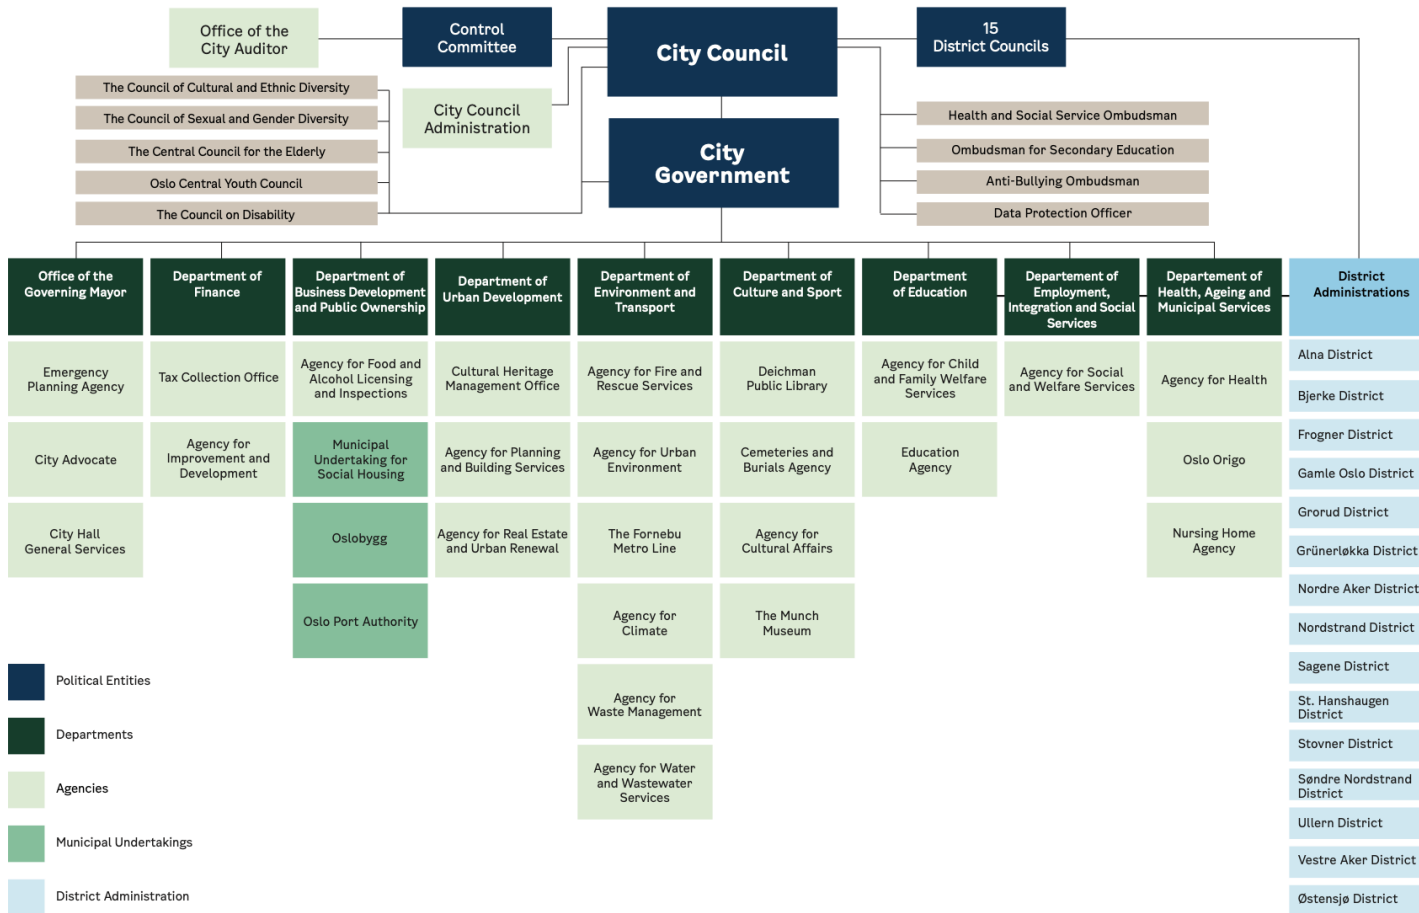 Office of the
City Auditor
Control
Committee
City Council
15
District Councils
The Council of Cultural and Ethnic Diversity
The Council of Sexual and Gender Diversity
The Central Council for the Elderly
Oslo Central Youth Council
The Council on Disability
City Council
Administration
City
Government
Health and Social Service Ombudsman
Ombudsman for Secondary Education
Anti-Bullying Ombudsman
Data Protection Officer
Office of the
Governing Mayor
Emergency
Planning Agency
City Advocate
City Hall
General Services
Department of
Finance
Tax Collection Office
Agency for
Improvement and
Development
Department of
Business Development
and Public Ownership
Agency for Food and
Alcohol Licensing
and Inspections
Municipal
Undertaking for
Social Housing
Oslobygg
Oslo Port Authority
Department of
Urban Development
Cultural Heritage
Management Office
Agency for Planning
and Building Services
Agency for Real Estate
and Urban Renewal
Department of
Environment and
Transport
Agency for Fire and
Rescue Services
Agency for Urban
Environment
The Fornebu
Metro Line
Agency for
Climate
Agency for
Waste Management
Agency for Water
and Wastewater
Services
Department of
Culture and Sport
Deichman
Public Library
Cemeteries and
Burials Agency
Agency for
Cultural Affairs
The Munch
Museum
Department
of Education
Agency for Child
and Family Welfare
Services
Education
Agency
Departement of
Employment,
Integration and Social
Services
Agency for Social
and Welfare Services
Departement of
Health, Ageing and
Municipal Services
Agency for Health
Oslo Origo
Nursing Home
Agency
District
Administrations
Alna District
Bjerke District
Frogner District
Gamle Oslo District
Grorud District
Grünerløkka District
Nordre Aker District
Nordstrand District
Sagene District
St. Hanshaugen
District
Stovner District
Søndre Nordstrand
District
Ullern District
Vestre Aker District
Østensjø District
Political Entities
Departments
Agencies
Municipal Undertakings
District Administration